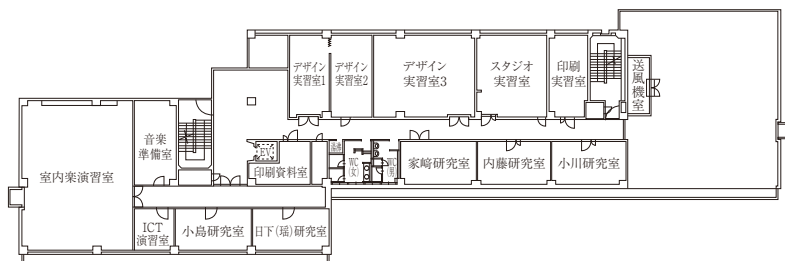 デザイン
実習室1
デザイン
実習室2
デザイン
実習室3
スタジオ
実習室
印刷
実習室
送風機室
音楽
準備室
室内楽演習室
EV
印刷資料室
WC
(女)
WC
(男)
家﨑研究室
内藤研究室
小川研究室
ICT
演習室
小島研究室
日下(瑶)研究室